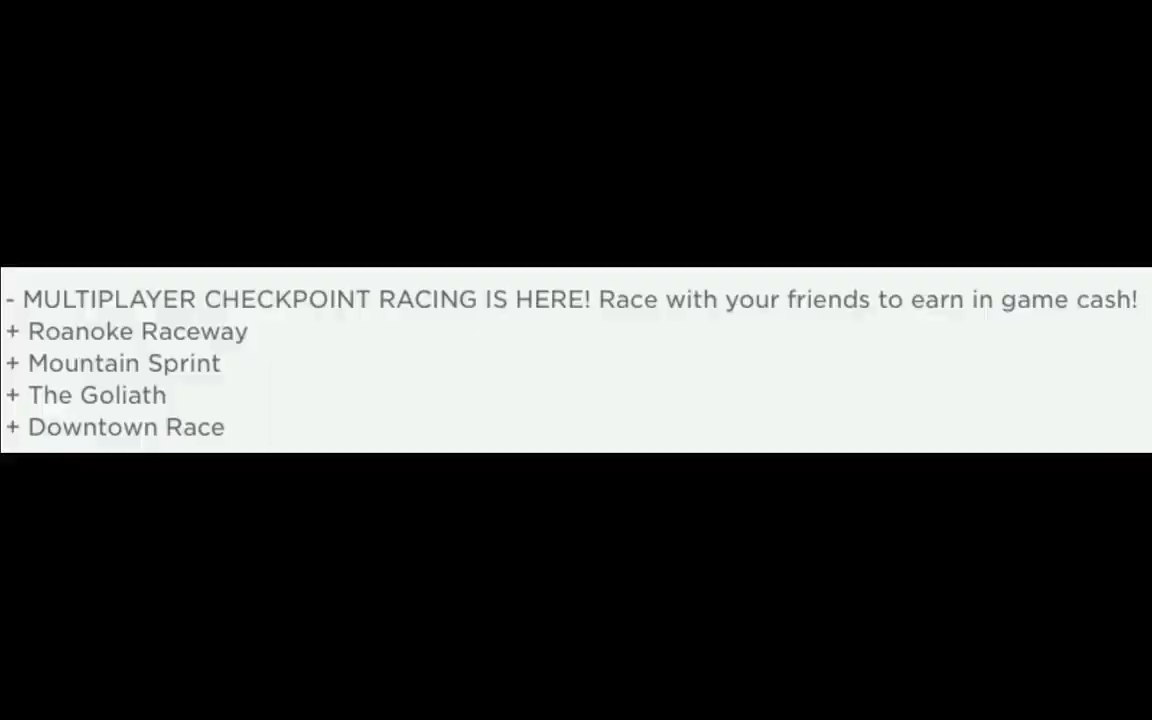 - MULTIPLAYER CHECKPOINT RACING IS HERE! Race with your friends to earn in game cash!
+ Roanoke Raceway
+ Mountain Sprint
+ The Goliath
+ Downtown Race